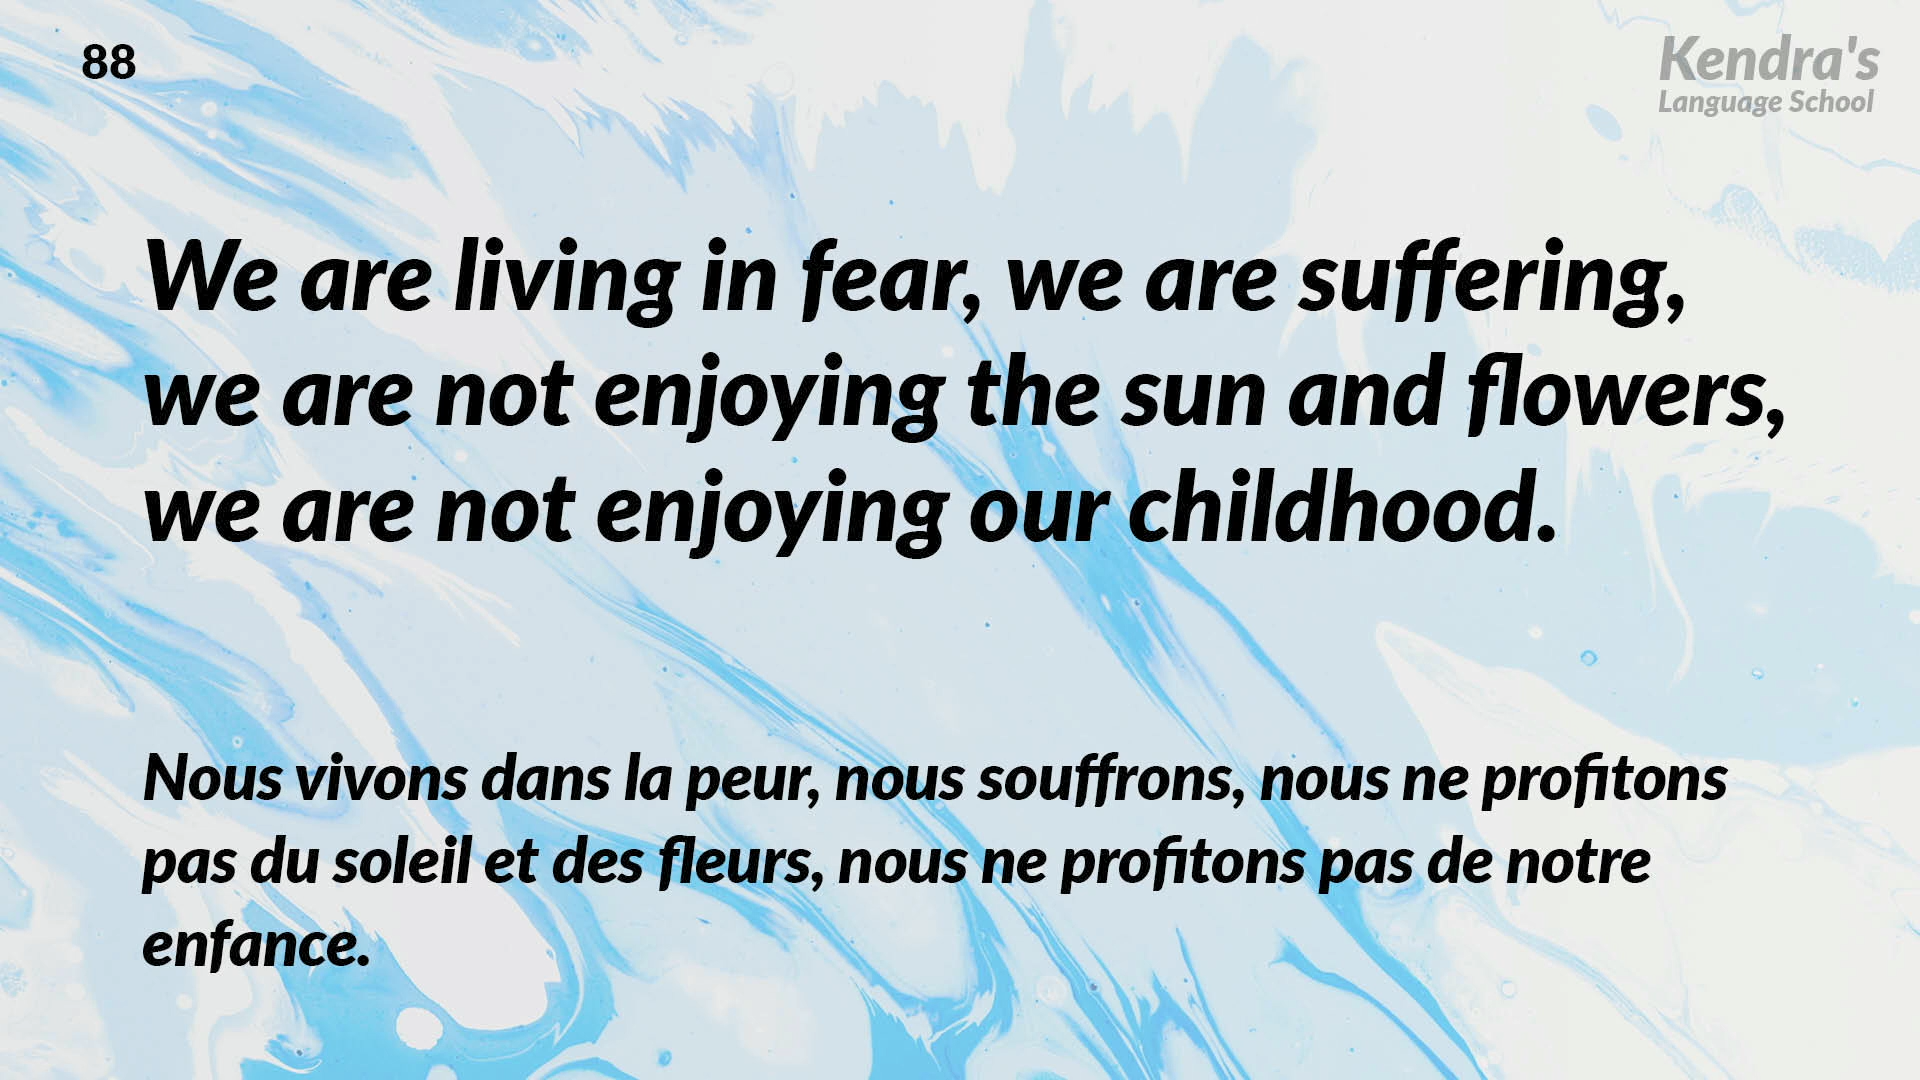 88
Kendra's
Language School
We are living in fear, we are suffering,
we are not enjoying the sun and flowers,
we are not enjoying our childhood.
Nous vivons dans la peur, nous souffrons, nous ne profitons
pas du soleil et des fleurs, nous ne profitons pas de notre
enfance.